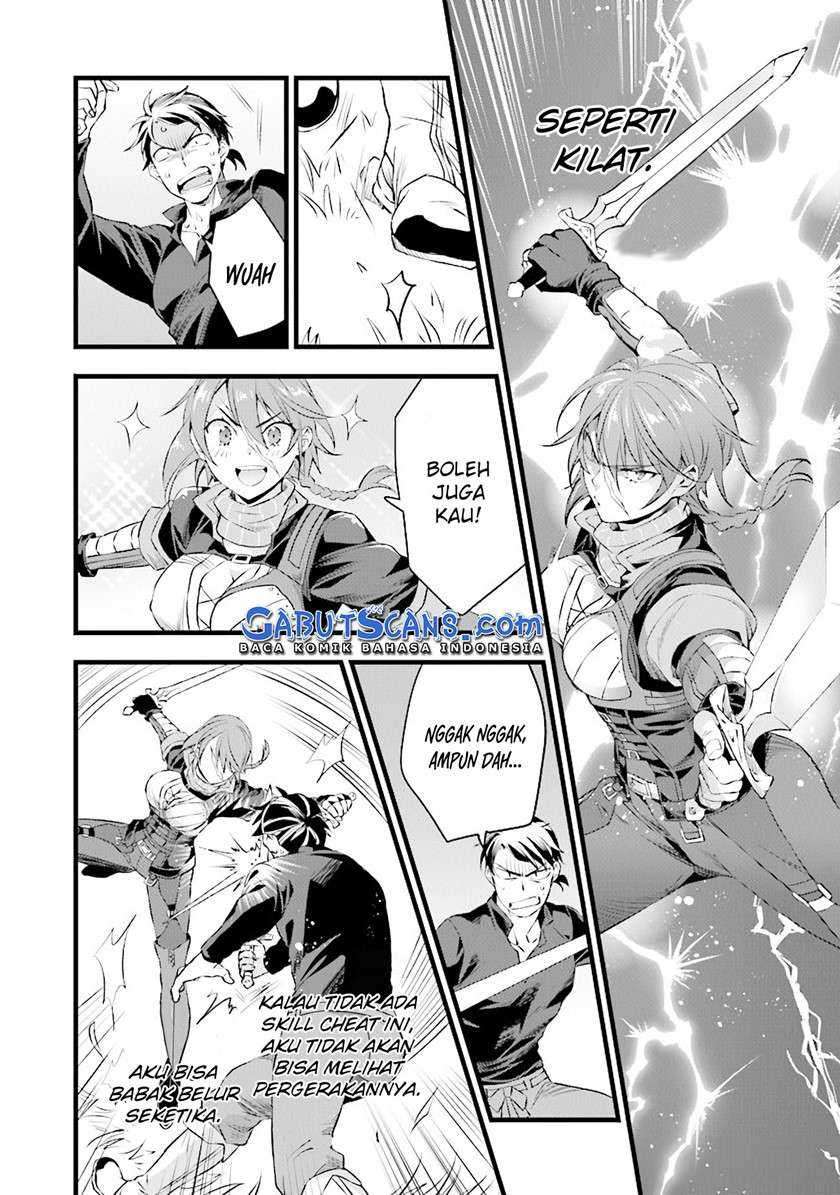 SEPERTI
KILAT.
WUAH
BOLEH
JUGA
KAU!
GABUTSCANS.COM
BACA KOMIK BAHASA INDONESIA
NGGAK NGGAK,
AMPUN DAH...
KALAU TIDAK ADA
SKILL CHEAT INI,
AKU TIDAK AKAN
BISA MELIHAT
PERGERAKANNYA.
AKU BISA
BABAK BELUR
SEKETIKA.